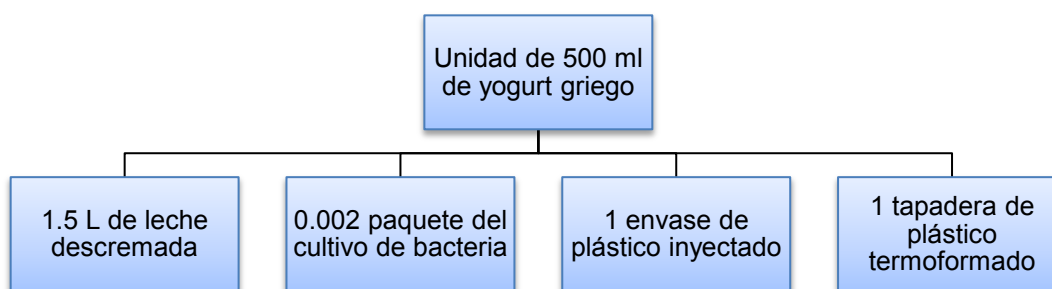 Unidad de 500 ml
de yogurt griego
1.5 L de leche
descremada
0.002 paquete del
cultivo de bacteria
1 envase de
plástico inyectado
1 tapadera de
plástico
termoformado